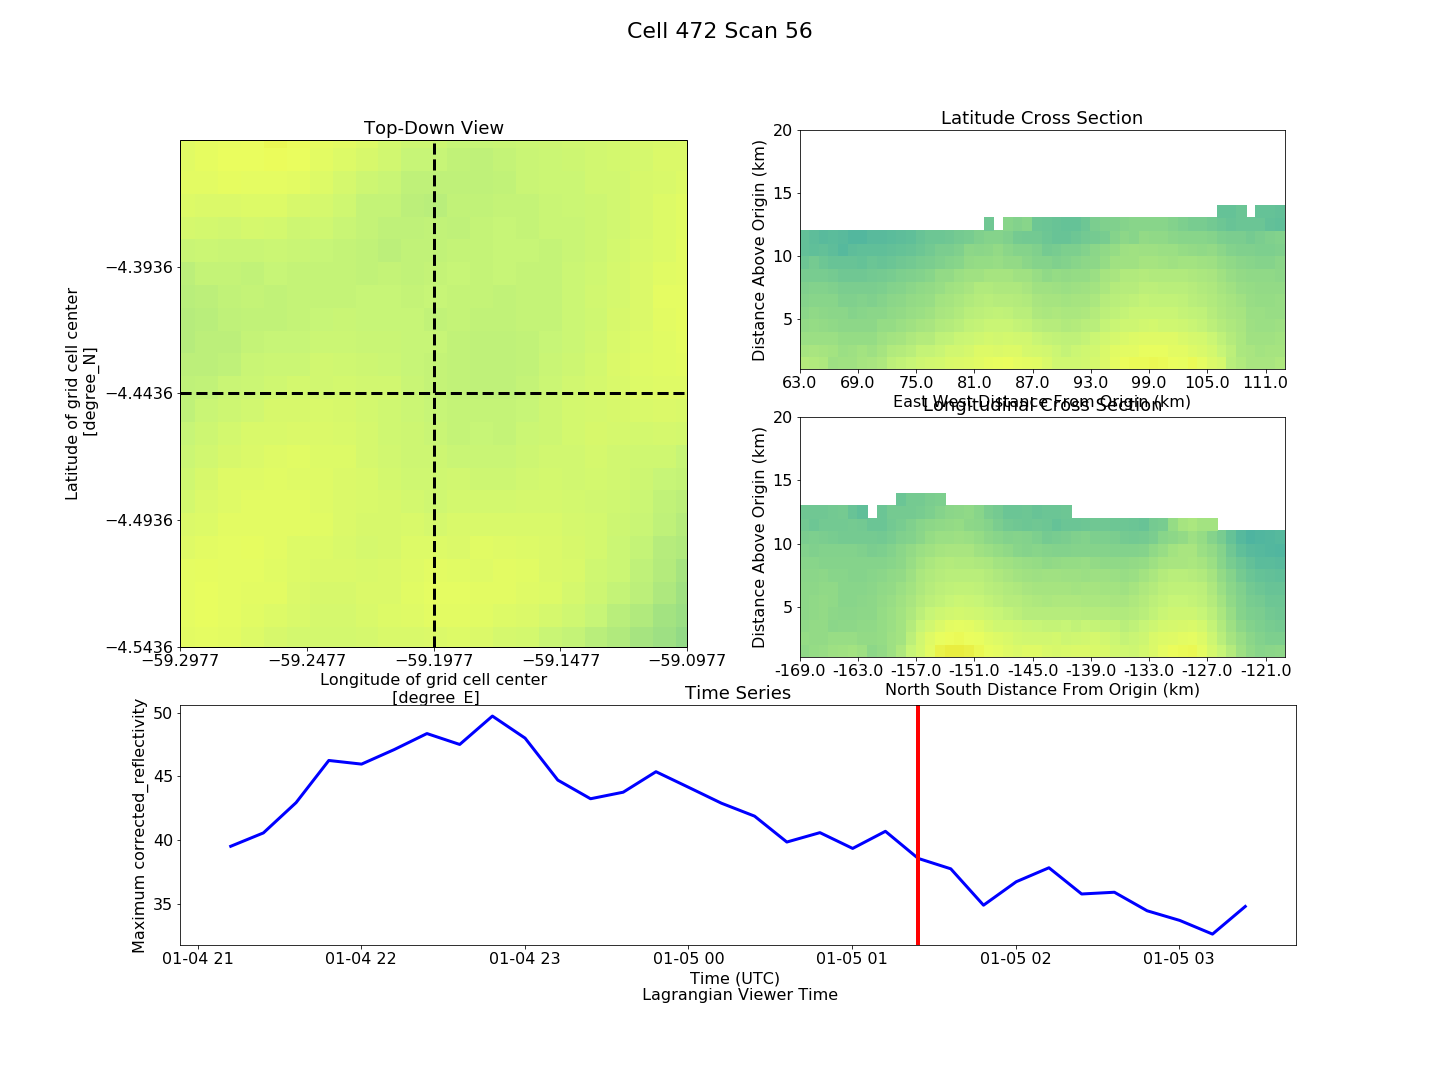 Cell 472 Scan 56
Top-Down View
Latitude of grid cell center
[degree_N]
−4.3936
−4.4436
−4.4936
−4.5436
−59.2977
−59.2477
−59.1977
−59.1477
−59.0977
Longitude of grid cell center
[degree_E]
Latitude Cross Section
Distance Above Origin (km)
20
15
10
5
63.0
69.0
75.0
81.0
87.0
93.0
99.0
105.0
111.0
East West Distance From Origin (km)
Longitudinal Cross Section
Distance Above Origin (km)
20
15
10
5
-169.0
-163.0
-157.0
-151.0
-145.0
-139.0
-133.0
-127.0
-121.0
North South Distance From Origin (km)
Time Series
Maximum corrected_reflectivity
50
45
40
35
01-04 21
01-04 22
01-04 23
01-05 00
01-05 01
01-05 02
01-05 03
Time (UTC)
Lagrangian Viewer Time